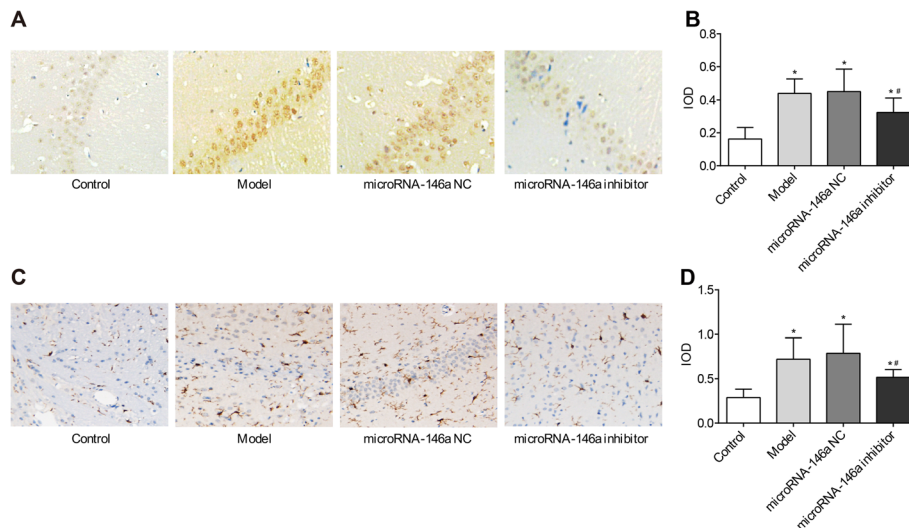 A
Control
Model
microRNA-146a NC
microRNA-146a inhibitor
B
IOD
0.8
0.6
0.4
0.2
0.0
*
*
* #
Control
Model
microRNA-146a NC
microRNA-146a inhibitor
C
Control
Model
microRNA-146a NC
microRNA-146a inhibitor
D
IOD
1.5
1.0
0.5
0.0
*
*
* #
Control
Model
microRNA-146a NC
microRNA-146a inhibitor